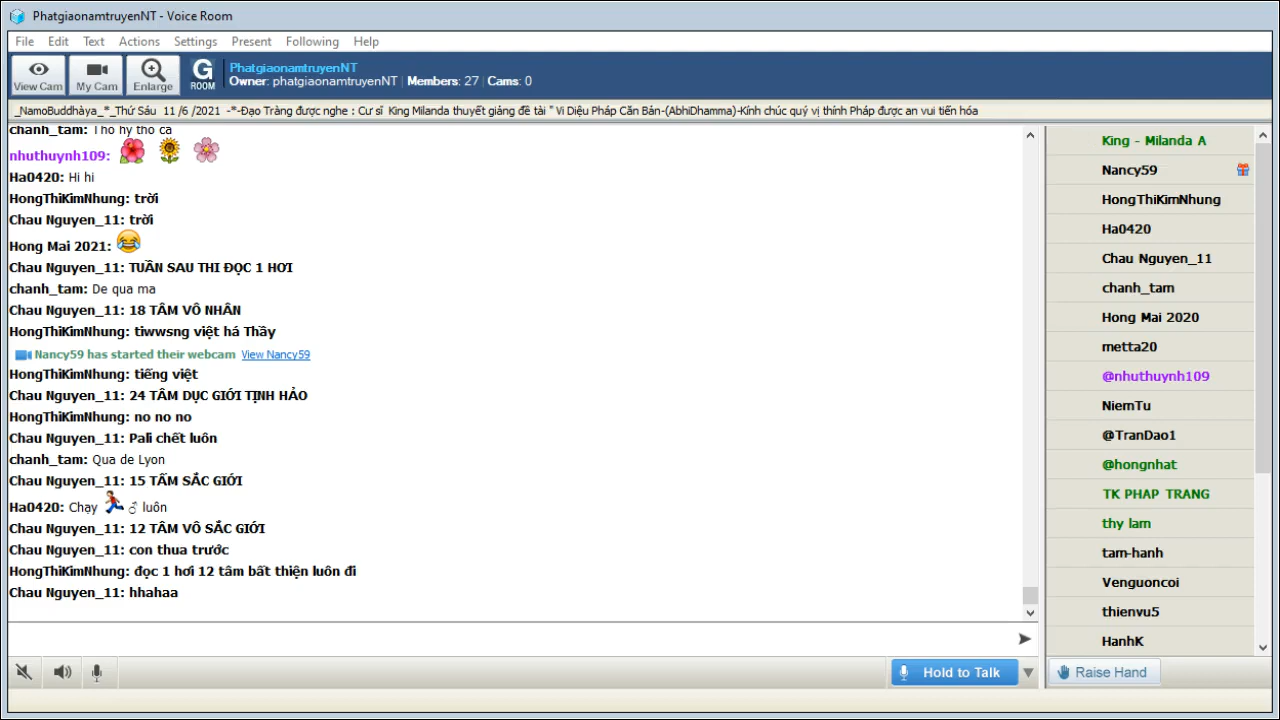 PhatgiaonamtruyenNT - Voice Room
File Edit Text Actions Settings Present Following Help
View Cam
My Cam
Enlarge
G ROOM
PhatgiaonamtruyenNT
Owner: phatgiaonamtruyenNT | Members: 27 | Cams: 0
_NamoBuddhàya_*_Thứ Sáu 11 /6 /2021 -*-Đạo Tràng được nghe : Cư sĩ King Milanda thuyết giảng đề tài " Vi Diệu Pháp Căn Bản-(AbhiDhamma)-Kính chúc quý vị thính Pháp được an vui tiến hóa
chanh_tam: Tho hy tho ca
nhuthuynh109:
Ha0420: Hi hi
HongThiKimNhung: trời
Chau Nguyen_11: trời
Hong Mai 2021:
Chau Nguyen_11: TUẦN SAU THI ĐỌC 1 HƠI
chanh_tam: De qua ma
Chau Nguyen_11: 18 TÂM VÔ NHÂN
HongThiKimNhung: tiwwsng việt há Thầy
Nancy59 has started their webcam View Nancy59
HongThiKimNhung: tiếng việt
Chau Nguyen_11: 24 TÂM DỤC GIỚI TỊNH HẢO
HongThiKimNhung: no no no
Chau Nguyen_11: Pali chết luôn
chanh_tam: Qua de Lyon
Chau Nguyen_11: 15 TẤM SẮC GIỚI
Ha0420: Chạy ♂ luôn
Chau Nguyen_11: 12 TÂM VÔ SẮC GIỚI
Chau Nguyen_11: con thua trước
HongThiKimNhung: đọc 1 hơi 12 tâm bất thiện luôn đi
Chau Nguyen_11: hhahaa
Hold to Talk
King - Milanda A
Nancy59
HongThiKimNhung
Ha0420
Chau Nguyen_11
chanh_tam
Hong Mai 2020
metta20
@nhuthuynh109
NiemTu
@TranDao1
@hongnhat
TK PHAP TRANG
thy lam
tam-hanh
Venguoncoi
thienvu5
HanhK
Raise Hand